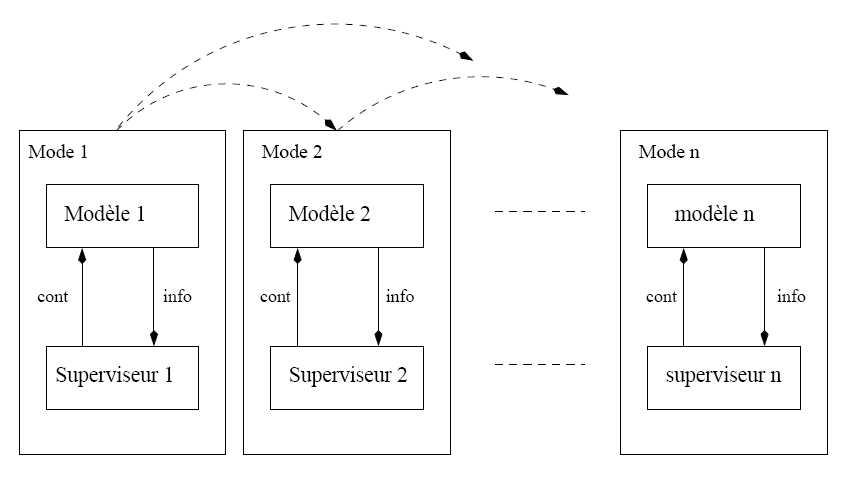 Mode 1
Mode 2
Mode n
Modèle 1
Modèle 2
modèle n
cont
info
cont
info
cont
info
Superviseur 1
Superviseur 2
superviseur n